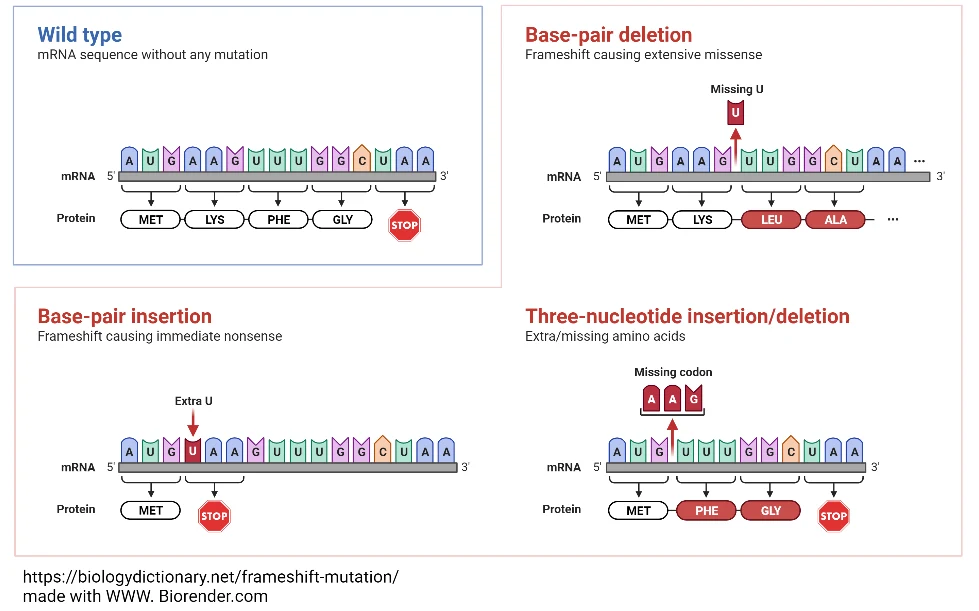 Wild type
mRNA sequence without any mutation
A U G A A G U U U G G C U A A
mRNA 5' 3'
Protein MET LYS PHE GLY STOP
Base-pair deletion
Frameshift causing extensive missense
Missing U
U
A U G A A G U U G G C U A A ...
mRNA 5' 3'
Protein MET LYS LEU ALA ...
Base-pair insertion
Frameshift causing immediate nonsense
Extra U
A U G U A A G U U U G G C U A A
mRNA 5' 3'
Protein MET STOP
Three-nucleotide insertion/deletion
Extra/missing amino acids
Missing codon
A A G
A U G U U U G G C U A A
mRNA 5' 3'
Protein MET PHE GLY STOP
https://biologydictionary.net/frameshift-mutation/
made with WWW. Biorender.com